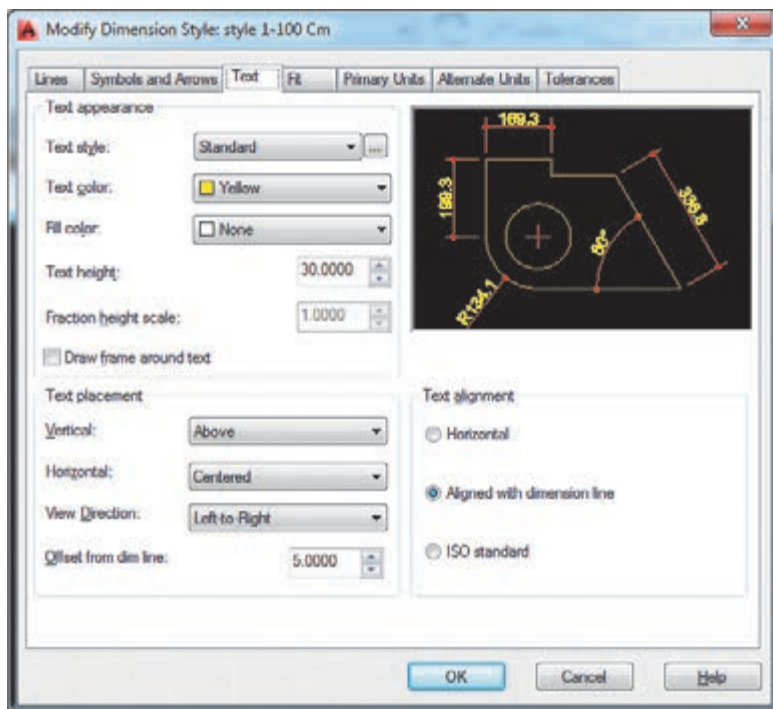 Modify Dimension Style: style 1-100 Cm
Lines Symbols and Arrows Text Fit Primary Units Alternate Units Tolerances
Text appearance
Text style: Standard ...
Text color: Yellow
Fill color: None
Text height: 30.0000
Fraction height scale: 1.0000
Draw frame around text
169.3
199.3
336.8
60°
R134.1
Text placement
Vertical: Above
Horizontal: Centered
View Direction: Left-to-Right
Offset from dim line: 5.0000
Text alignment
Horizontal
Aligned with dimension line
ISO standard
OK Cancel Help